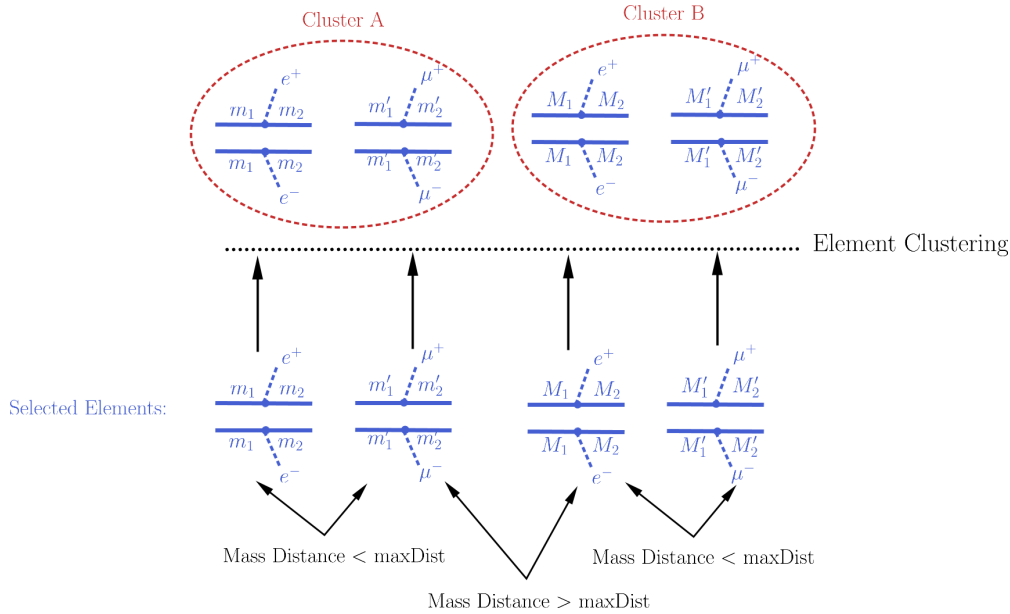 Cluster A
Cluster B
e⁺ μ⁺ e⁺ μ⁺
m₁ m₂ m′₁ m′₂ M₁ M₂ M′₁ M′₂
m₁ m₂ m′₁ m′₂ M₁ M₂ M′₁ M′₂
e⁻ μ⁻ e⁻ μ⁻
Element Clustering
e⁺ μ⁺ e⁺ μ⁺
m₁ m₂ m′₁ m′₂ M₁ M₂ M′₁ M′₂
Selected Elements:
m₁ m₂ m′₁ m′₂ M₁ M₂ M′₁ M′₂
e⁻ μ⁻ e⁻ μ⁻
Mass Distance < maxDist
Mass Distance < maxDist
Mass Distance > maxDist